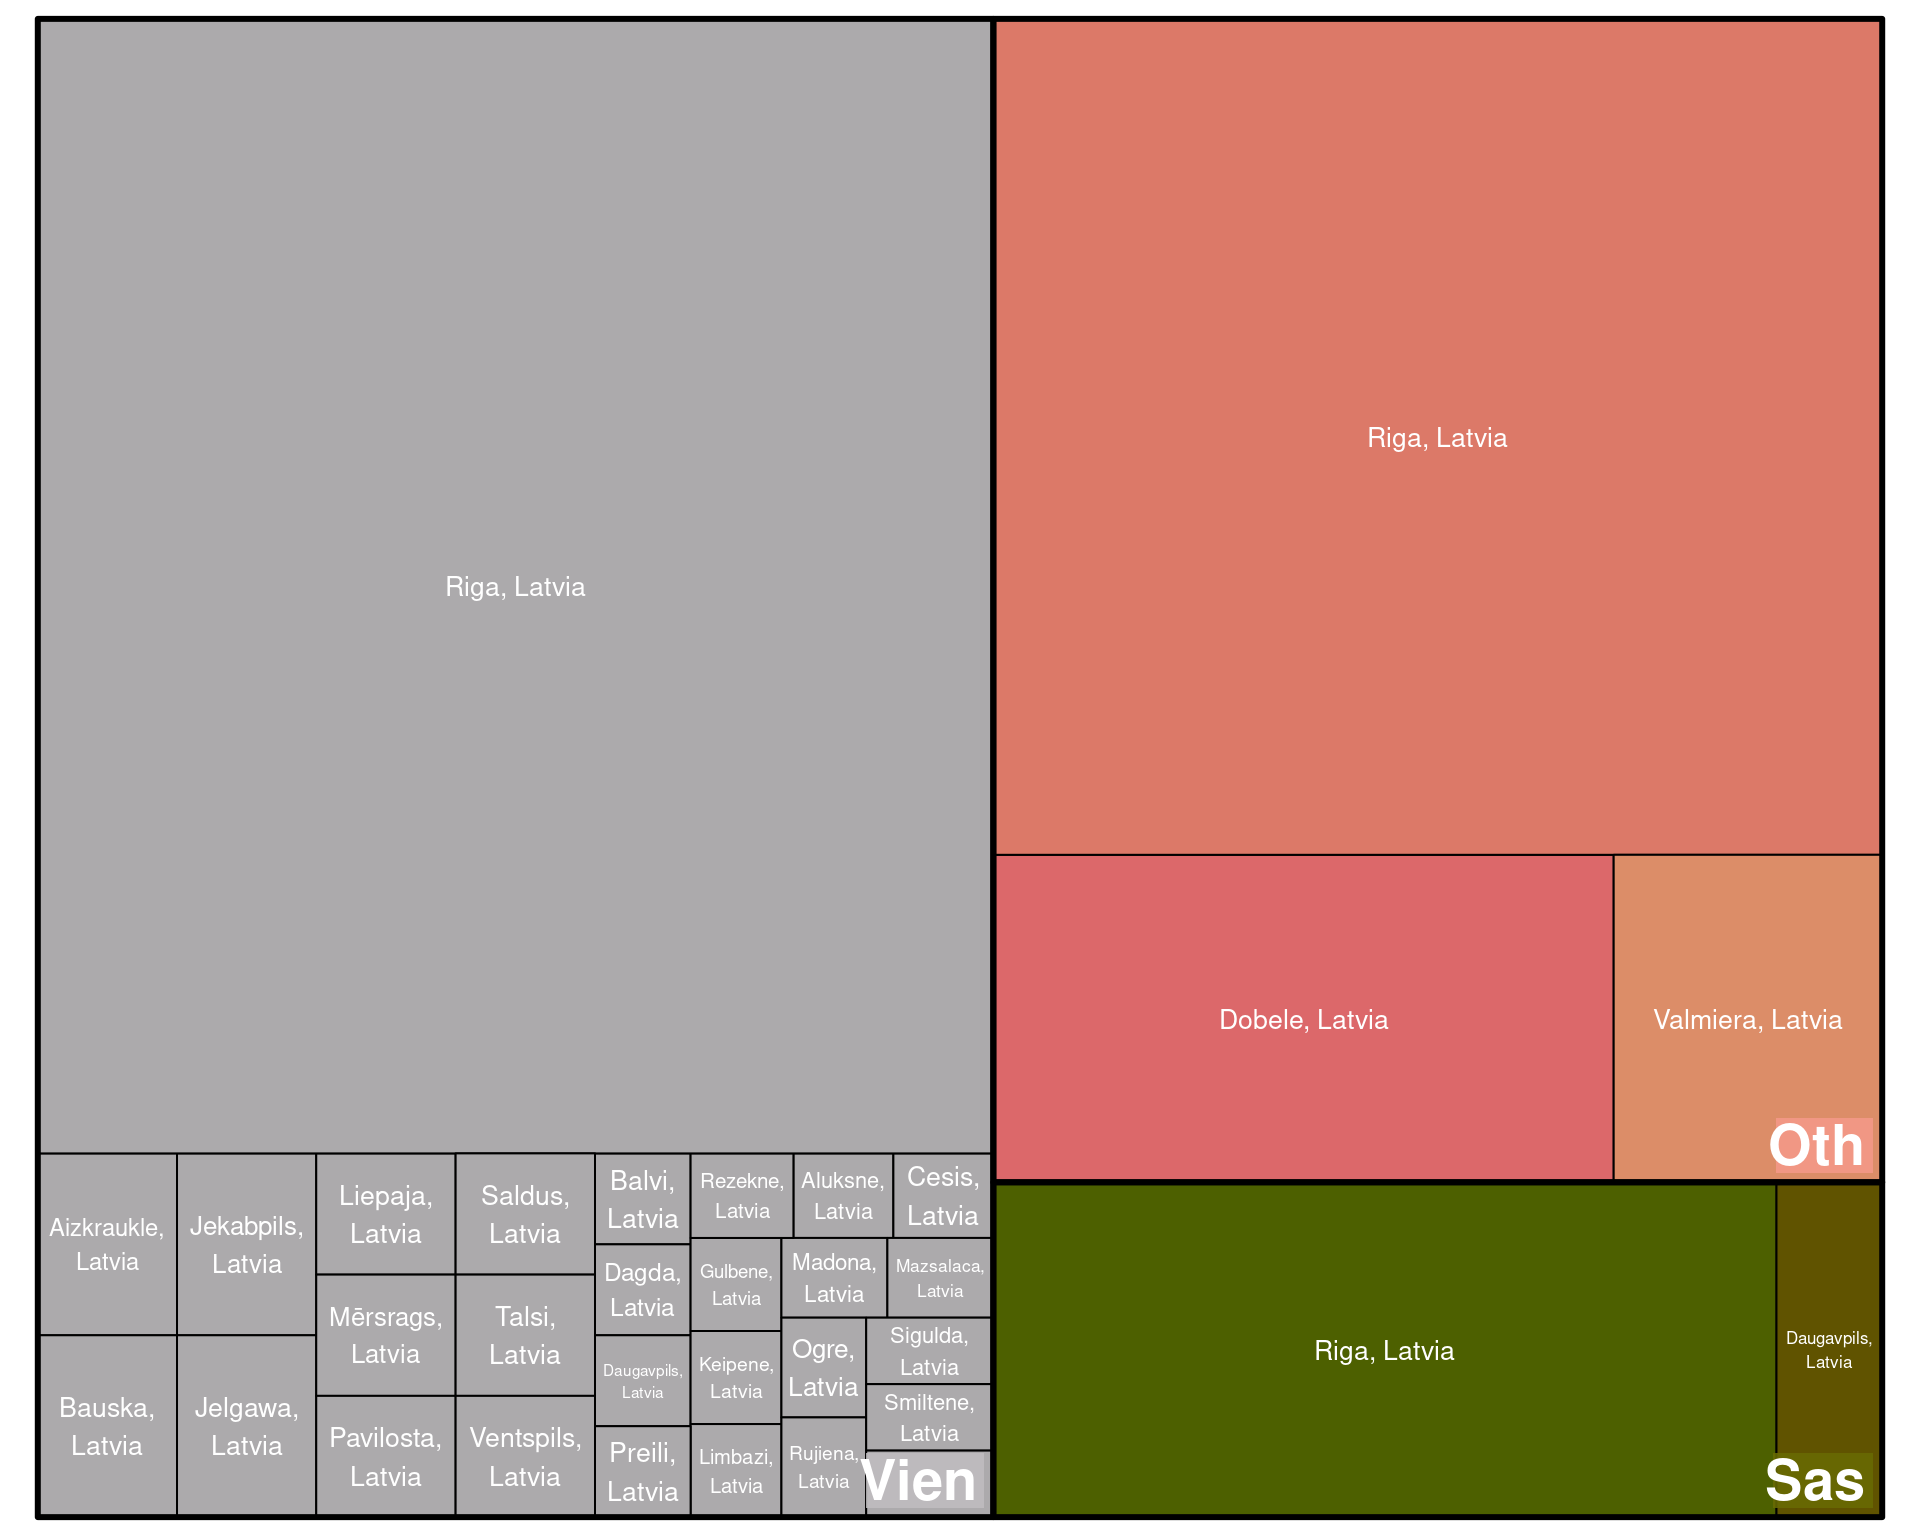 Riga, Latvia
Aizkraukle,
Latvia
Jekabpils,
Latvia
Bauska,
Latvia
Jelgawa,
Latvia
Liepaja,
Latvia
Mērsrags,
Latvia
Pavilosta,
Latvia
Saldus,
Latvia
Talsi,
Latvia
Ventspils,
Latvia
Balvi,
Latvia
Dagda,
Latvia
Daugavpils,
Latvia
Preili,
Latvia
Rezekne,
Latvia
Aluksne,
Latvia
Cesis,
Latvia
Gulbene,
Latvia
Keipene,
Latvia
Limbazi,
Latvia
Madona,
Latvia
Mazsalaca,
Latvia
Ogre,
Latvia
Rujiena,
Latvia
Sigulda,
Latvia
Smiltene,
Latvia
Vien
Riga, Latvia
Dobele, Latvia
Valmiera, Latvia
Oth
Riga, Latvia
Daugavpils,
Latvia
Sas